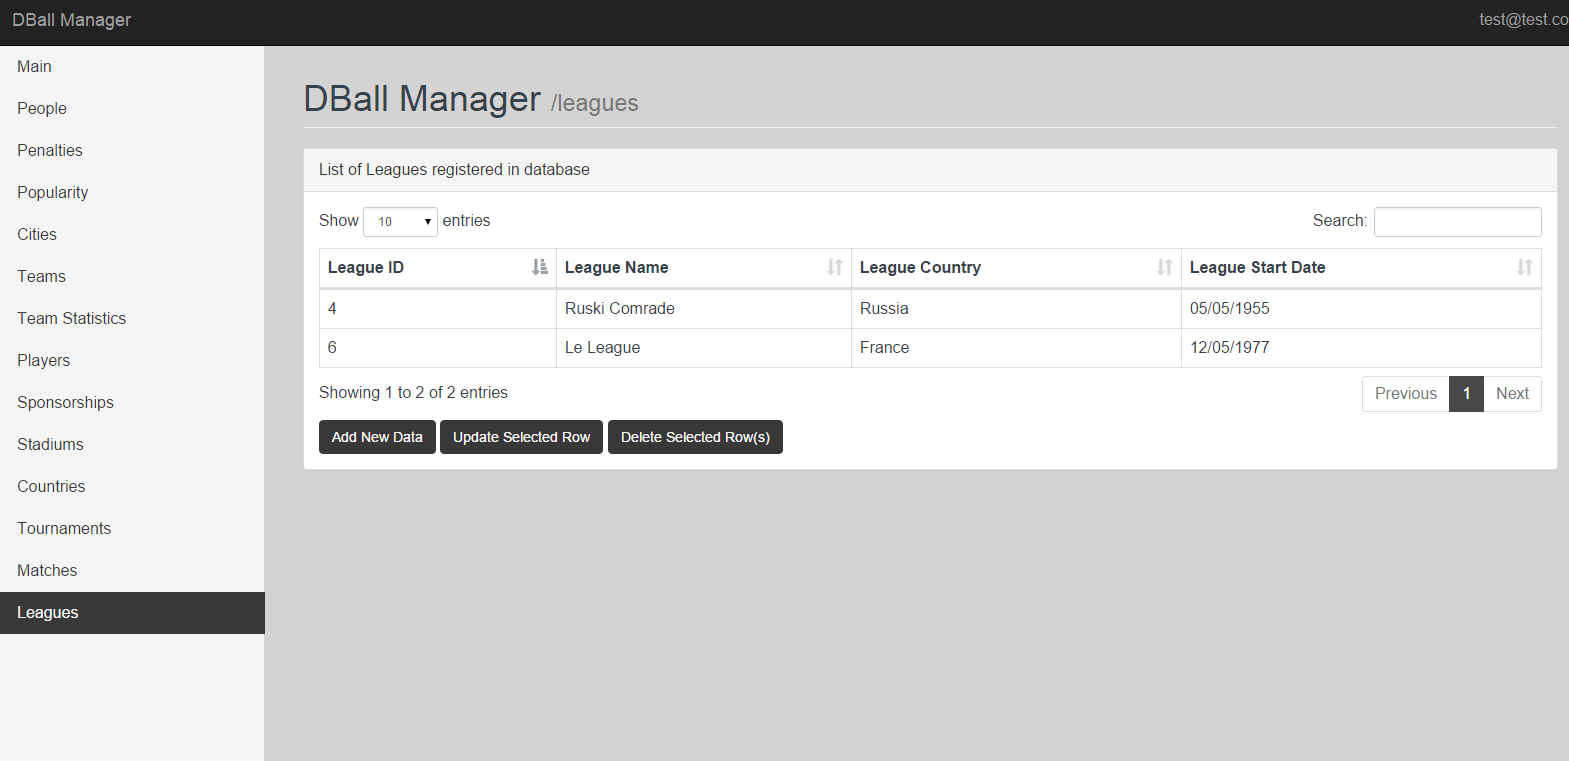 DBall Manager test@test.co
Main
People
Penalties
Popularity
Cities
Teams
Team Statistics
Players
Sponsorships
Stadiums
Countries
Tournaments
Matches
Leagues
DBall Manager /leagues
List of Leagues registered in database
Show 10 entries Search:
League ID League Name League Country League Start Date
4 Ruski Comrade Russia 05/05/1955
6 Le League France 12/05/1977
Showing 1 to 2 of 2 entries Previous 1 Next
Add New Data Update Selected Row Delete Selected Row(s)